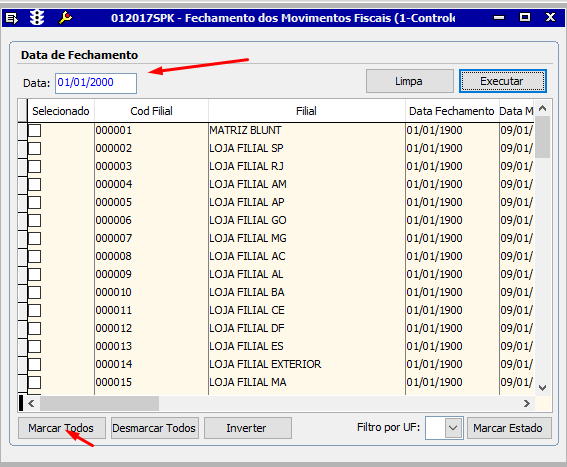 012017SPK - Fechamento dos Movimentos Fiscais (1-Controle
Data de Fechamento
Data: 01/01/2000 Limpa Executar
Selecionado Cod Filial Filial Data Fechamento Data M
000001 MATRIZ BLUNT 01/01/1900 09/01/
000002 LOJA FILIAL SP 01/01/1900 09/01/
000003 LOJA FILIAL RJ 01/01/1900 09/01/
000004 LOJA FILIAL AM 01/01/1900 09/01/
000005 LOJA FILIAL AP 01/01/1900 09/01/
000006 LOJA FILIAL GO 01/01/1900 09/01/
000007 LOJA FILIAL MG 01/01/1900 09/01/
000008 LOJA FILIAL AC 01/01/1900 09/01/
000009 LOJA FILIAL AL 01/01/1900 09/01/
000010 LOJA FILIAL BA 01/01/1900 09/01/
000011 LOJA FILIAL CE 01/01/1900 09/01/
000012 LOJA FILIAL DF 01/01/1900 09/01/
000013 LOJA FILIAL ES 01/01/1900 09/01/
000014 LOJA FILIAL EXTERIOR 01/01/1900 09/01/
000015 LOJA FILIAL MA 01/01/1900 09/01/
Marcar Todos Desmarcar Todos Inverter Filtro por UF: Marcar Estado